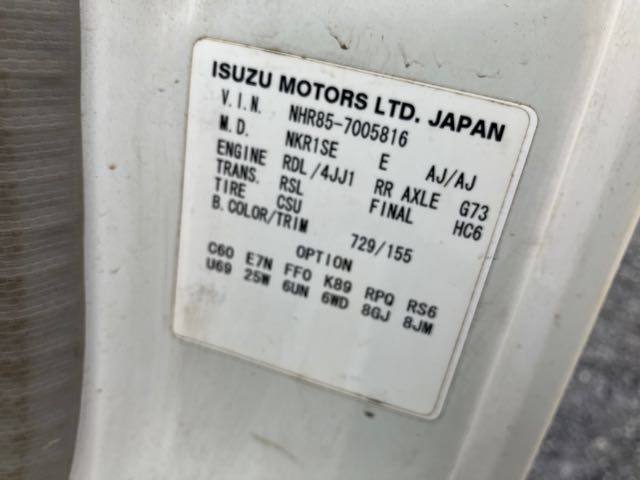 ISUZU MOTORS LTD. JAPAN
V.I.N. NHR85-7005816
M.D. NKR1SE E AJ/AJ
ENGINE RDL/4JJ1 RR AXLE G73
TRANS. RSL FINAL HC6
TIRE CSU
B.COLOR/TRIM 729/155
OPTION
C60 E7N FF0 K89 RPQ RS6
U69 25W 6UN 6WD 8GJ 8JM